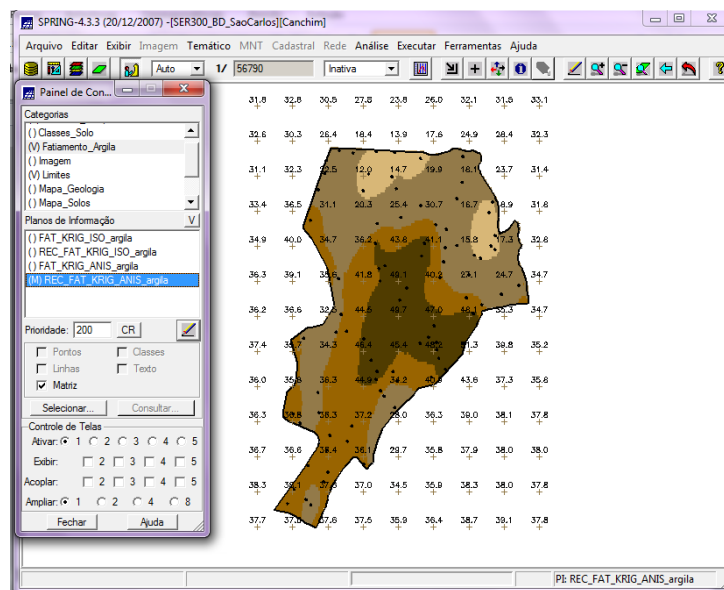 SPRING-4.3.3 (20/12/2007) -[SER300_BD_SaoCarlos][Canchim]
Arquivo Editar Exibir Imagem Temático MNT Cadastral Rede Análise Executar Ferramentas Ajuda
Auto 1/ 56790 Inativa
Painel de Con...
Categorias
( ) Classes_Solo
(V) Fatiamento_Argila
( ) Imagem
(V) Limites
( ) Mapa_Geologia
( ) Mapa_Solos
Planos de Informação V
( ) FAT_KRIG_ISO_argila
( ) REC_FAT_KRIG_ISO_argila
( ) FAT_KRIG_ANIS_argila
(M) REC_FAT_KRIG_ANIS_argila
Prioridade: 200 CR
Pontos Classes
Linhas Texto
Matriz
Selecionar... Consultar...
Controle de Telas
Ativar: 1 2 3 4 5
Exibir: 2 3 4 5
Acoplar: 2 3 4 5
Ampliar: 1 2 4 8
Fechar Ajuda
31.8 32.8 30.5 27.8 23.8 26.0 32.1 31.6 33.1
32.6 30.3 26.4 18.4 13.9 17.6 24.9 28.4 32.3
31.1 32.3 12.0 14.7 19.9 23.7 31.4
33.4 36.5 31.1 20.3 25.4 30.7 16.7 31.6
34.9 40.0 34.7 36.2 43.6 15.8 17.3 32.6
36.3 39.1 41.8 40.2 24.7 34.7
36.2 36.6 44.5 49.7 47.0 35.3 34.7
37.4 34.3 45.4 39.8 35.2
36.0 36.3 44.9 34.2 43.6 37.3 35.6
36.3 37.2 36.3 39.0 38.1 37.8
36.7 36.6 36.1 29.7 35.8 37.9 38.0 38.0
38.3 37.0 34.5 35.9 38.3 38.0 37.8
37.7 37.6 37.5 35.9 36.4 38.7 39.1 37.8
PI: REC_FAT_KRIG_ANIS_argila